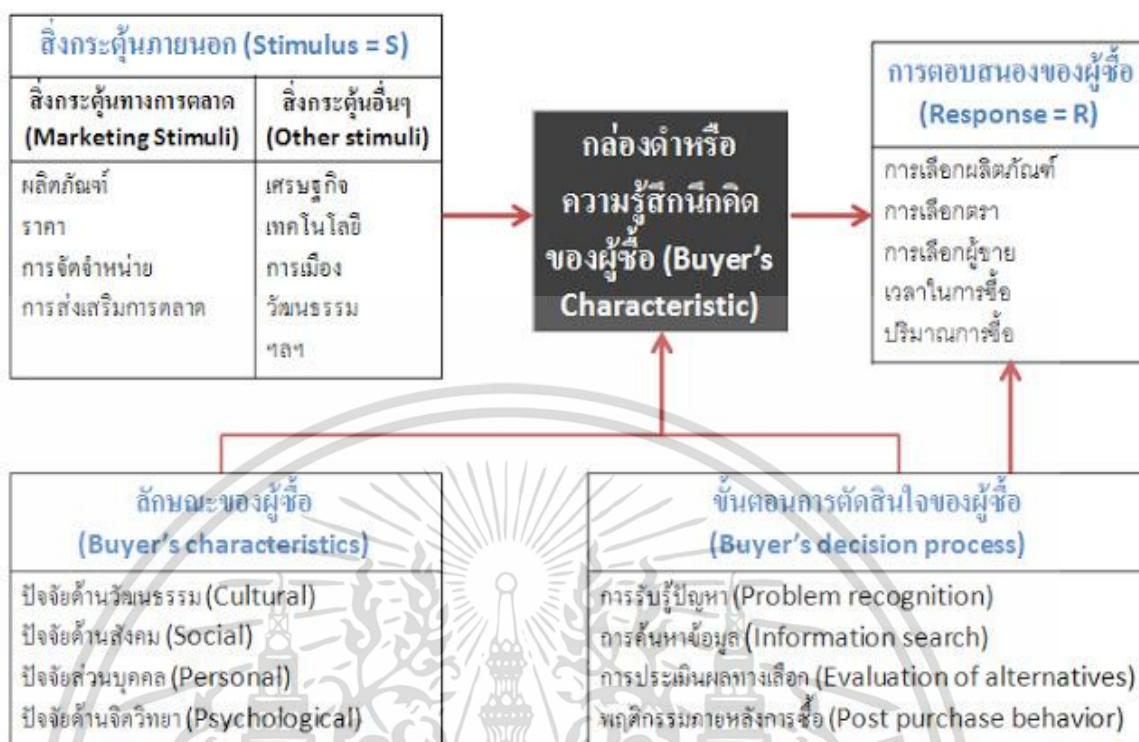 สิ่งกระตุ้นภายนอก (Stimulus = S)
สิ่งกระตุ้นทางการตลาด
(Marketing Stimuli)
ผลิตภัณฑ์
ราคา
การจัดจำหน่าย
การส่งเสริมการตลาด
สิ่งกระตุ้นอื่นๆ
(Other stimuli)
เศรษฐกิจ
เทคโนโลยี
การเมือง
วัฒนธรรม
ฯลฯ
กล่องดำหรือ
ความรู้สึกนึกคิด
ของผู้ซื้อ (Buyer's
Characteristic)
การตอบสนองของผู้ซื้อ
(Response = R)
การเลือกผลิตภัณฑ์
การเลือกตรา
การเลือกผู้ขาย
เวลาในการซื้อ
ปริมาณการซื้อ
ลักษณะของผู้ซื้อ
(Buyer's characteristics)
ปัจจัยด้านวัฒนธรรม (Cultural)
ปัจจัยด้านสังคม (Social)
ปัจจัยส่วนบุคคล (Personal)
ปัจจัยด้านจิตวิทยา (Psychological)
ขั้นตอนการตัดสินใจของผู้ซื้อ
(Buyer's decision process)
การรับรู้ปัญหา (Problem recognition)
การค้นหาข้อมูล (Information search)
การประเมินผลทางเลือก (Evaluation of alternatives)
พฤติกรรมภายหลังการซื้อ (Post purchase behavior)